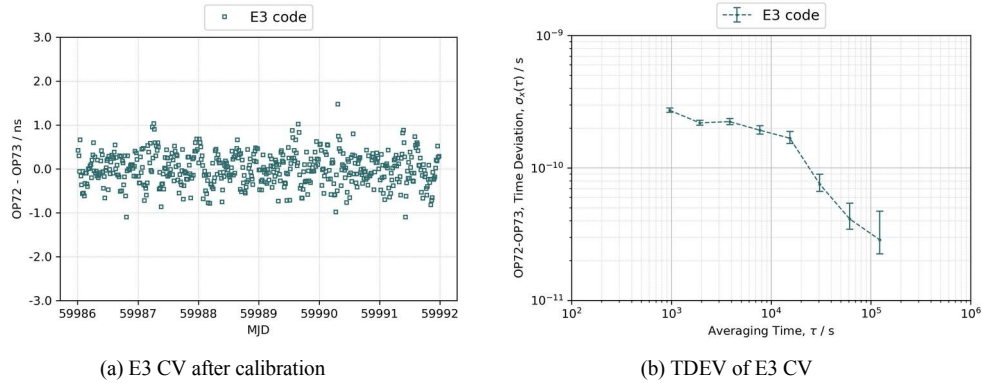 E3 code
3.0
2.0
1.0
0.0
-1.0
-2.0
-3.0
OP72 - OP73 / ns
59986 59987 59988 59989 59990 59991 59992
MJD
(a) E3 CV after calibration
E3 code
10⁻⁹
10⁻¹⁰
10⁻¹¹
OP72-OP73, Time Deviation, σₓ(τ) / s
10² 10³ 10⁴ 10⁵ 10⁶
Averaging Time, τ / s
(b) TDEV of E3 CV